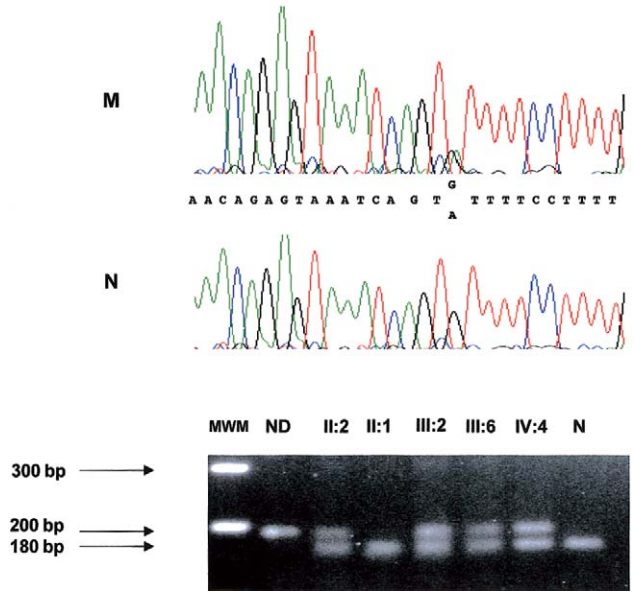 M
G
A A C A G A G T A A A T C A G T T T T T C C T T T T
A
N
MWM ND II:2 II:1 III:2 III:6 IV:4 N
300 bp
200 bp
180 bp